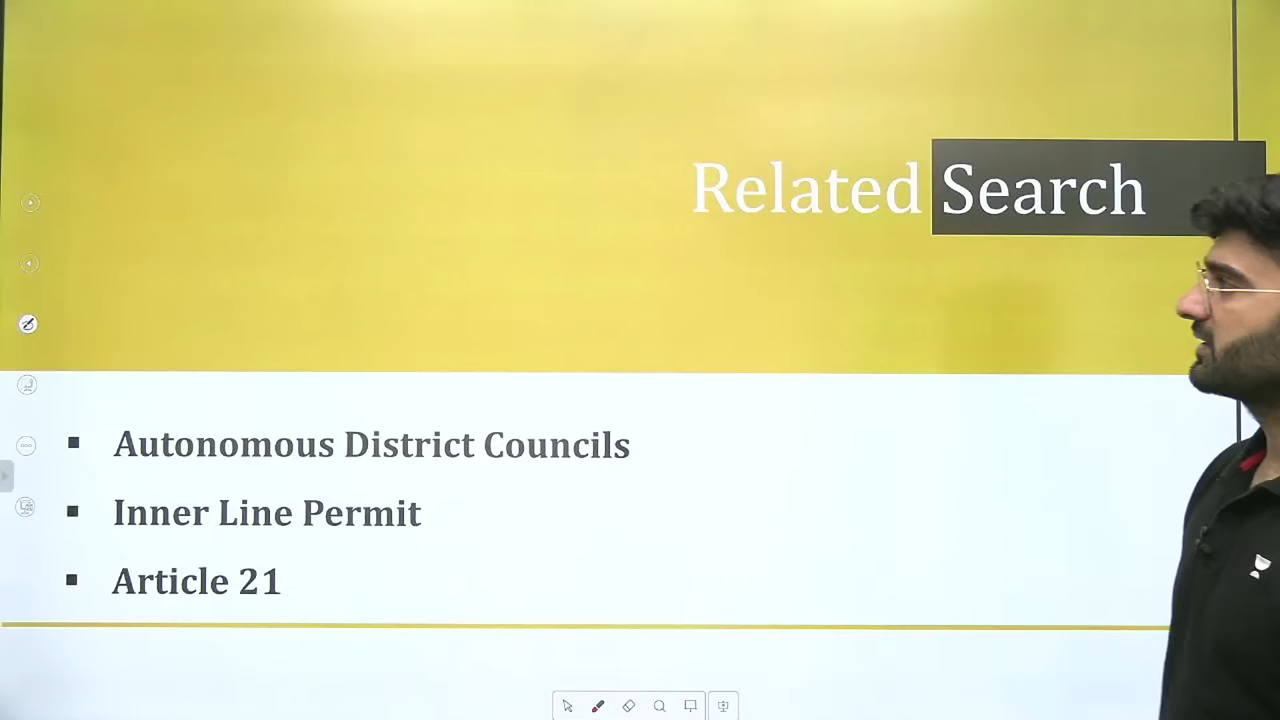 Related Search
▪ Autonomous District Councils
▪ Inner Line Permit
▪ Article 21